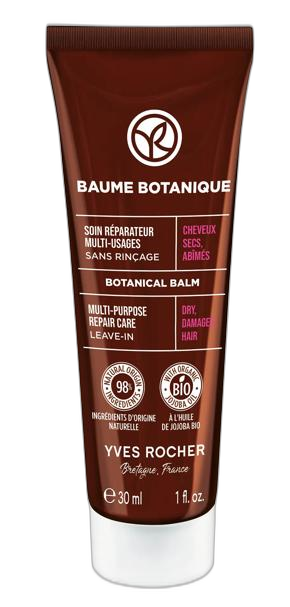 BAUME BOTANIQUE
SOIN RÉPARATEUR
MULTI-USAGES
SANS RINÇAGE
CHEVEUX
SECS,
ABÎMÉS
BOTANICAL BALM
MULTI-PURPOSE
REPAIR CARE
LEAVE-IN
DRY,
DAMAGED
HAIR
NATURAL ORIGIN
98%
INGREDIENTS
WITH ORGANIC
BIO
JOJOBA OIL
INGRÉDIENTS D'ORIGINE
NATURELLE
À L'HUILE
DE JOJOBA BIO
YVES ROCHER
Bretagne, France
℮ 30 ml 1 fl. oz.